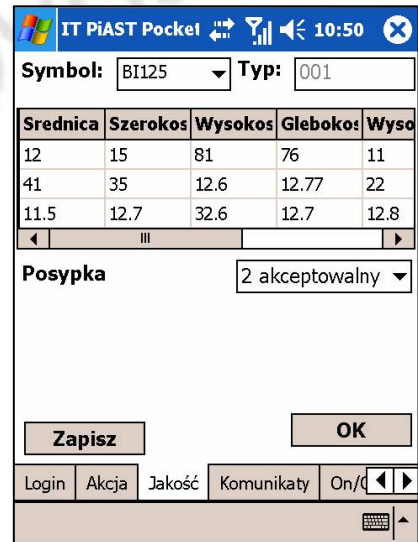 IT PiAST Pocket 10:50
Symbol: BI125 Typ: 001
Srednica Szerokos Wysokos Glebokos Wyso
12 15 81 76 11
41 35 12.6 12.77 22
11.5 12.7 32.6 12.7 12.8
Posypka 2 akceptowalny
Zapisz OK
Login Akcja Jakość Komunikaty On/